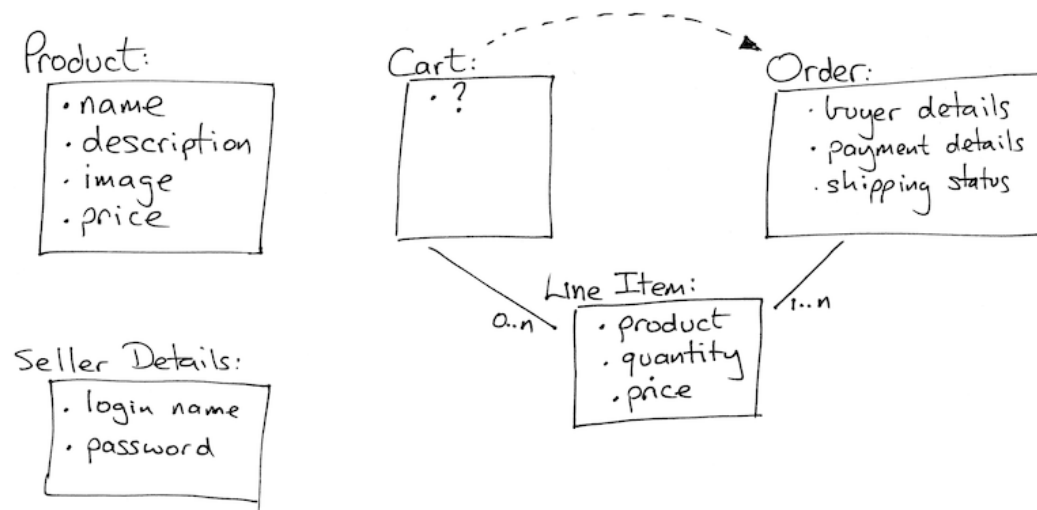 Product:
• name
• description
• image
• price
Cart:
• ?
Order:
• buyer details
• payment details
• shipping status
Line Item:
• product
• quantity
• price
0..n
1..n
Seller Details:
• login name
• password